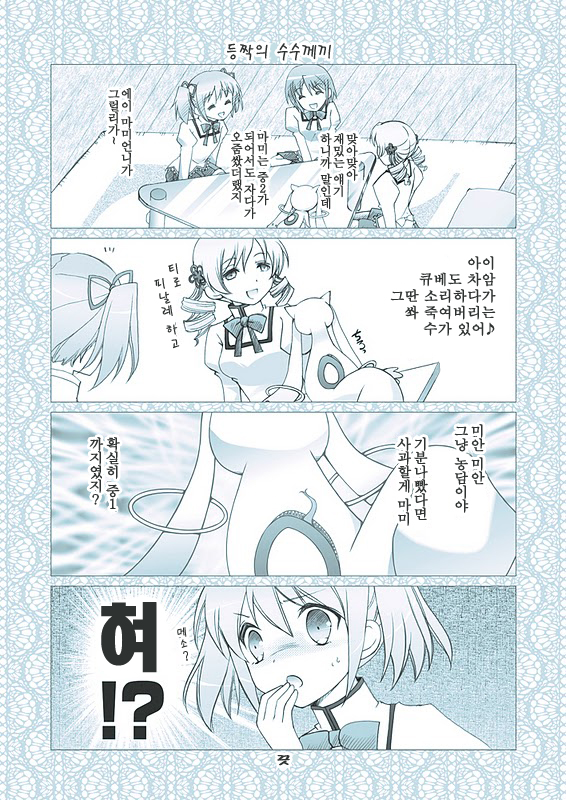 등짝의 수수께끼
맞아맞아
재밌는 얘기
하니까 말인데
마미는 중2가
되어서도 자다가
오줌쌌더랬지
에이 마미언니가
그럴리가~
아이
큐베도 차암
그딴 소리하다가
쏴 죽여버리는
수가 있어♪
티로
피날레 하고
미안 미안
그냥 농담이야
기분나빴다면
사과할게 마미
확실히 중1
까지였지?
혀
!?
메소?
끗